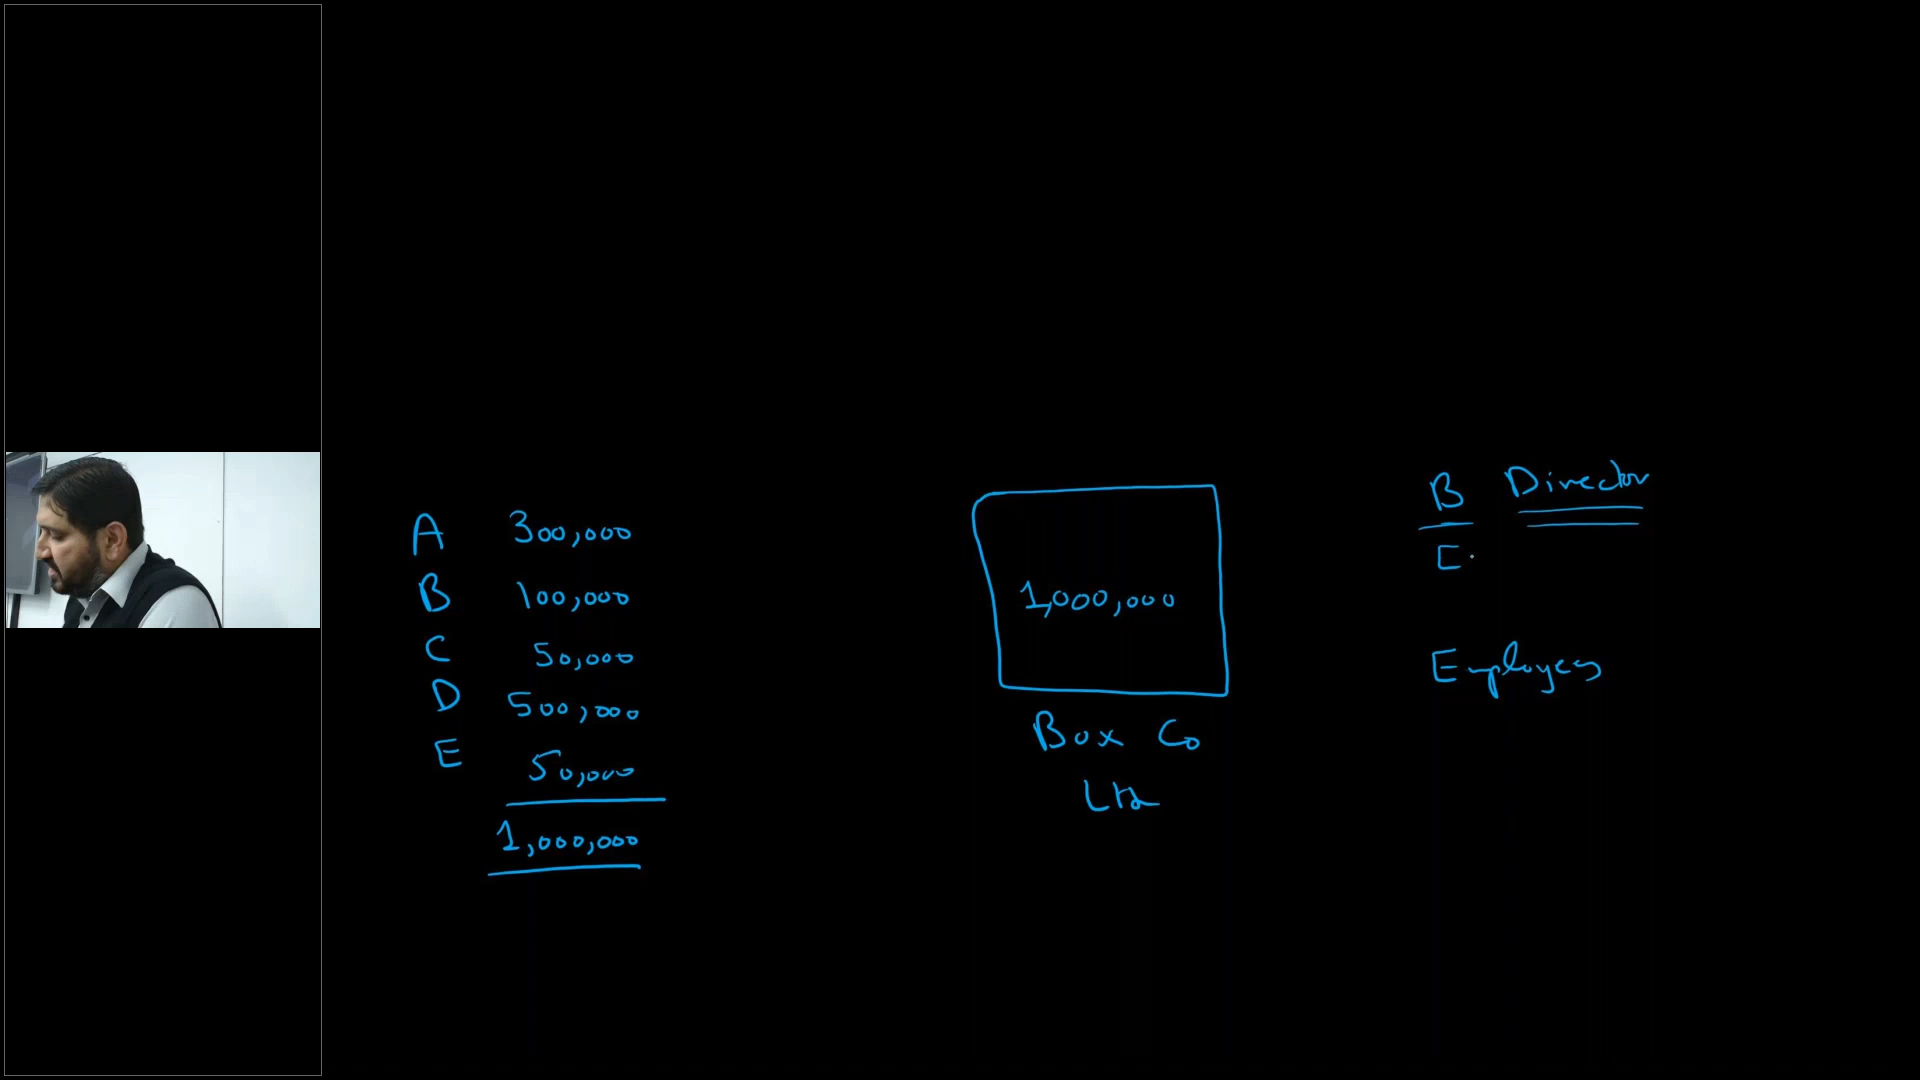 A 300,000
B 100,000
C 50,000
D 500,000
E 50,000
1,000,000
1,000,000
Box Co
Ltd
B Director
E
Employees